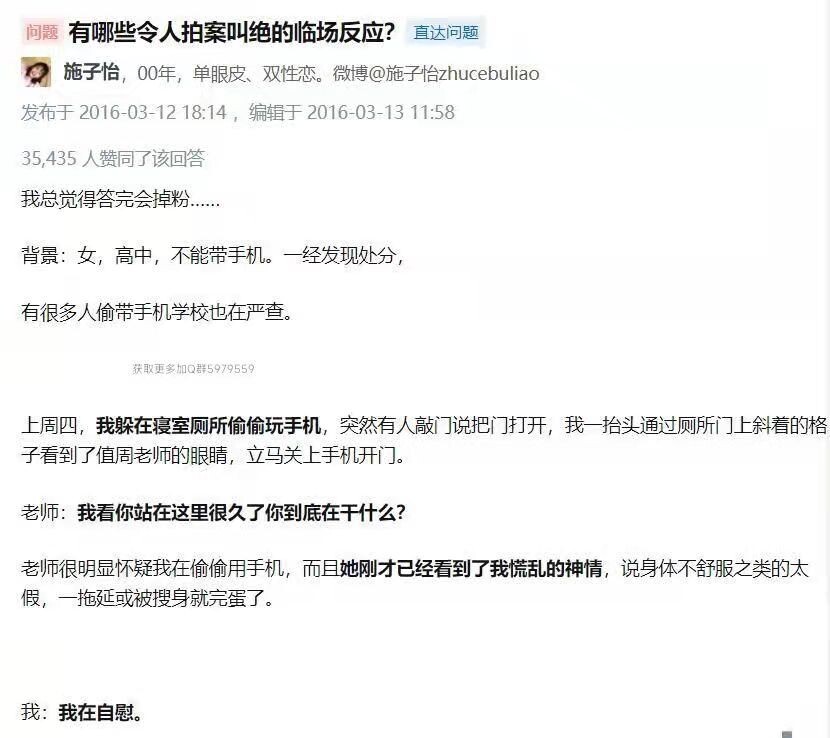 问题 有哪些令人拍案叫绝的临场反应? 直达问题
施子怡，00年，单眼皮、双性恋。微博@施子怡zhucebuliao
发布于 2016-03-12 18:14 ，编辑于 2016-03-13 11:58
35,435 人赞同了该回答
我总觉得答完会掉粉......
背景：女，高中，不能带手机。一经发现处分，
有很多人偷带手机学校也在严查。
获取更多加Q群5979559
上周四，我躲在寝室厕所偷偷玩手机，突然有人敲门说把门打开，我一抬头通过厕所门上斜着的格
子看到了值周老师的眼睛，立马关上手机开门。
老师：我看你站在这里很久了你到底在干什么?
老师很明显怀疑我在偷偷用手机，而且她刚才已经看到了我慌乱的神情，说身体不舒服之类的太
假，一拖延或被搜身就完蛋了。
我：我在自慰。